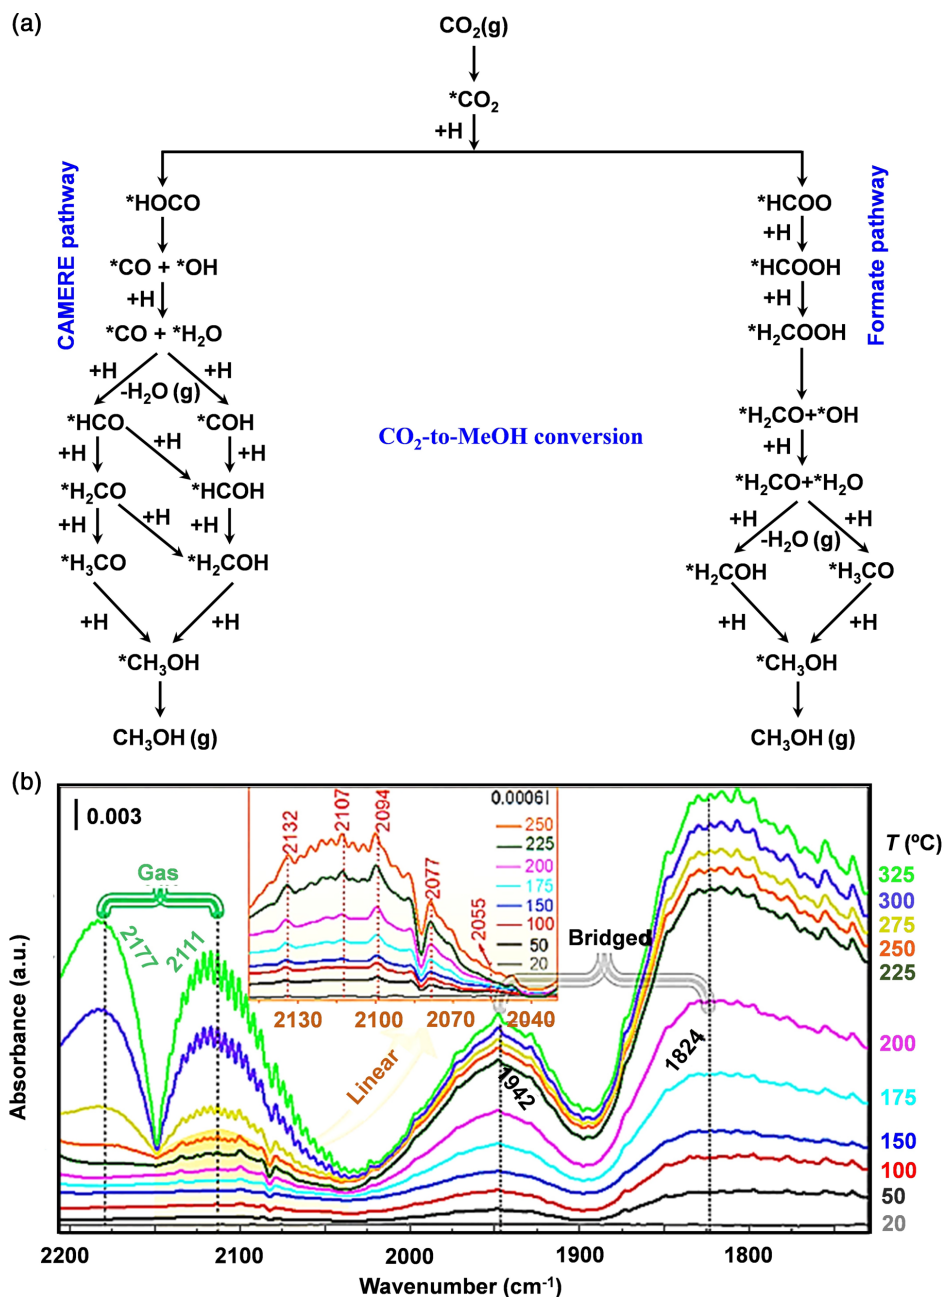 (a)
CO2(g)
*CO2
+H
CAMERE pathway
Formate pathway
*HOCO
*HCOO
+H
*CO + *OH
*HCOOH
+H
+H
*CO + *H2O
*H2COOH
+H
+H
-H2O (g)
*HCO
*COH
*H2CO+*OH
+H
+H
+H
CO2-to-MeOH conversion
+H
*H2CO
*HCOH
*H2CO+*H2O
+H
+H
+H
+H
+H
-H2O (g)
*H3CO
*H2COH
*H2COH
*H3CO
+H
+H
+H
+H
*CH3OH
*CH3OH
CH3OH (g)
CH3OH (g)
(b)
0.003
Gas
2177
2111
2132
2107
2094
2077
2055
0.00061
250
225
200
175
150
100
50
20
2130
2100
2070
2040
Linear
Bridged
1942
1824
T (ºC)
325
300
275
250
225
200
175
150
100
50
20
Absorbance (a.u.)
2200
2100
2000
1900
1800
Wavenumber (cm-1)